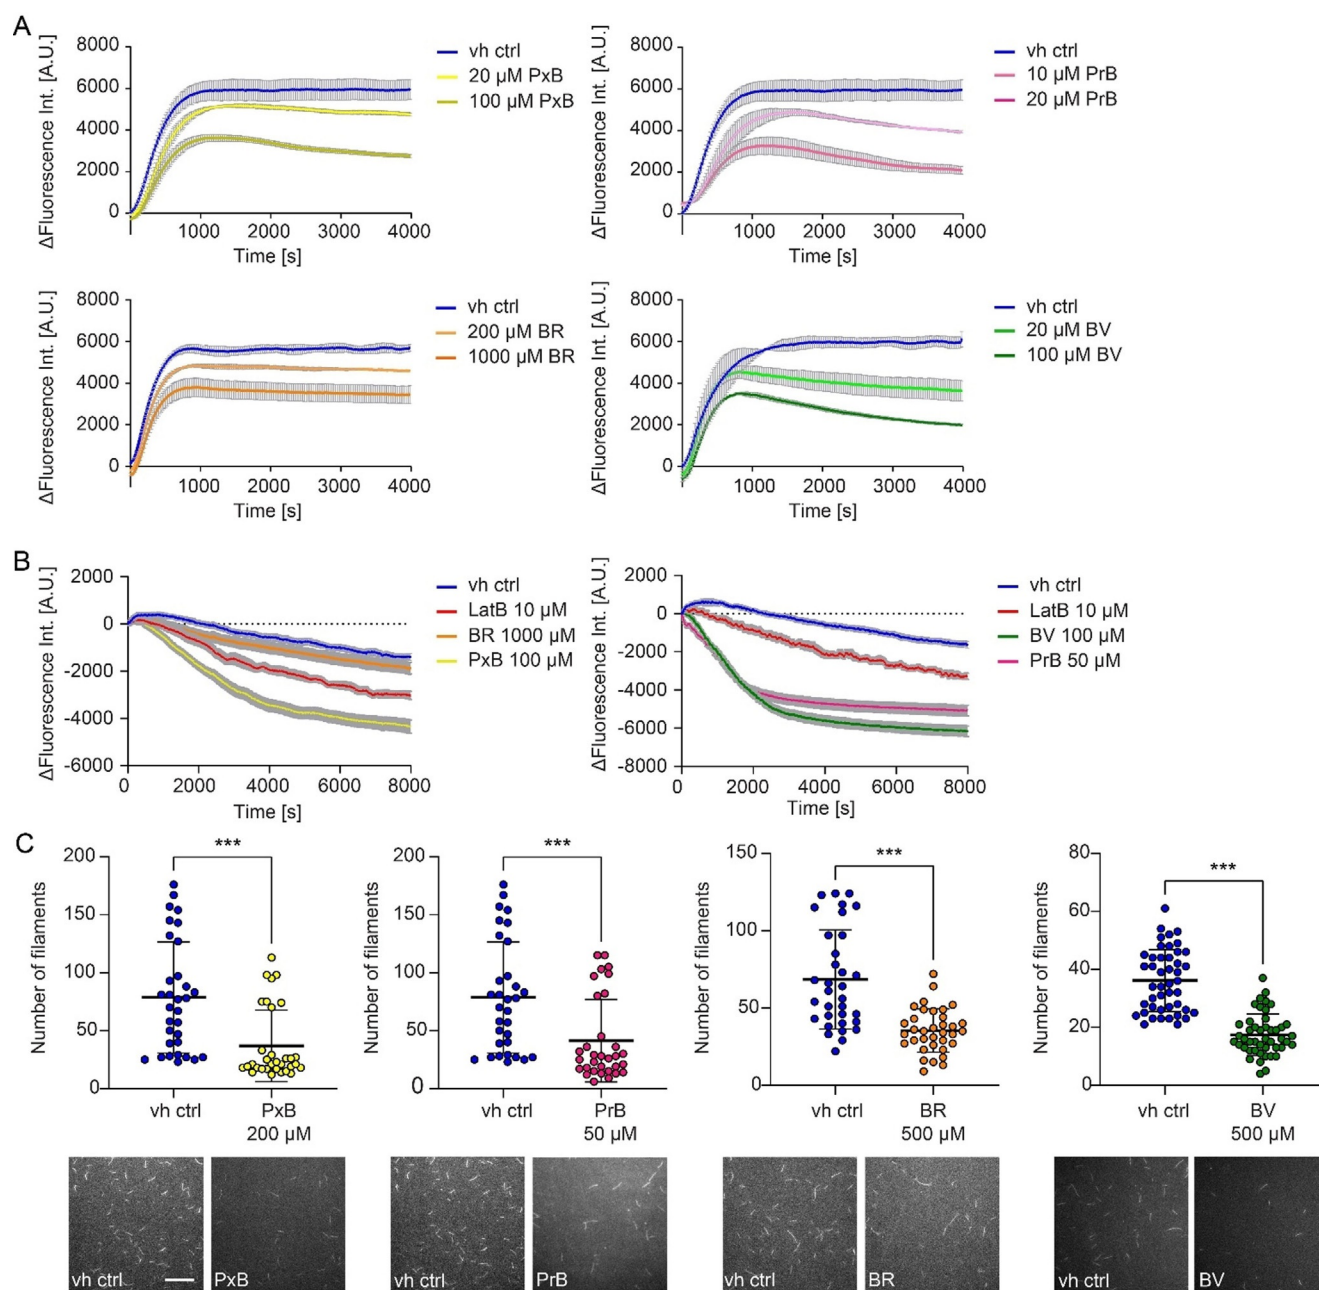 A
ΔFluorescence Int. [A.U.]
8000
6000
4000
2000
0
1000 2000 3000 4000
Time [s]
vh ctrl
20 µM PxB
100 µM PxB
ΔFluorescence Int. [A.U.]
8000
6000
4000
2000
0
1000 2000 3000 4000
Time [s]
vh ctrl
10 µM PrB
20 µM PrB
ΔFluorescence Int. [A.U.]
8000
6000
4000
2000
0
1000 2000 3000 4000
Time [s]
vh ctrl
200 µM BR
1000 µM BR
ΔFluorescence Int. [A.U.]
8000
6000
4000
2000
0
1000 2000 3000 4000
Time [s]
vh ctrl
20 µM BV
100 µM BV
B
ΔFluorescence Int. [A.U.]
2000
0
-2000
-4000
-6000
0 2000 4000 6000 8000
Time [s]
vh ctrl
LatB 10 µM
BR 1000 µM
PxB 100 µM
ΔFluorescence Int. [A.U.]
2000
0
-2000
-4000
-6000
-8000
0 2000 4000 6000 8000
Time [s]
vh ctrl
LatB 10 µM
BV 100 µM
PrB 50 µM
C
Number of filaments
200
150
100
50
0
***
vh ctrl PxB
200 µM
Number of filaments
200
150
100
50
0
***
vh ctrl PrB
50 µM
Number of filaments
150
100
50
0
***
vh ctrl BR
500 µM
Number of filaments
80
60
40
20
0
***
vh ctrl BV
500 µM
vh ctrl PxB
vh ctrl PrB
vh ctrl BR
vh ctrl BV